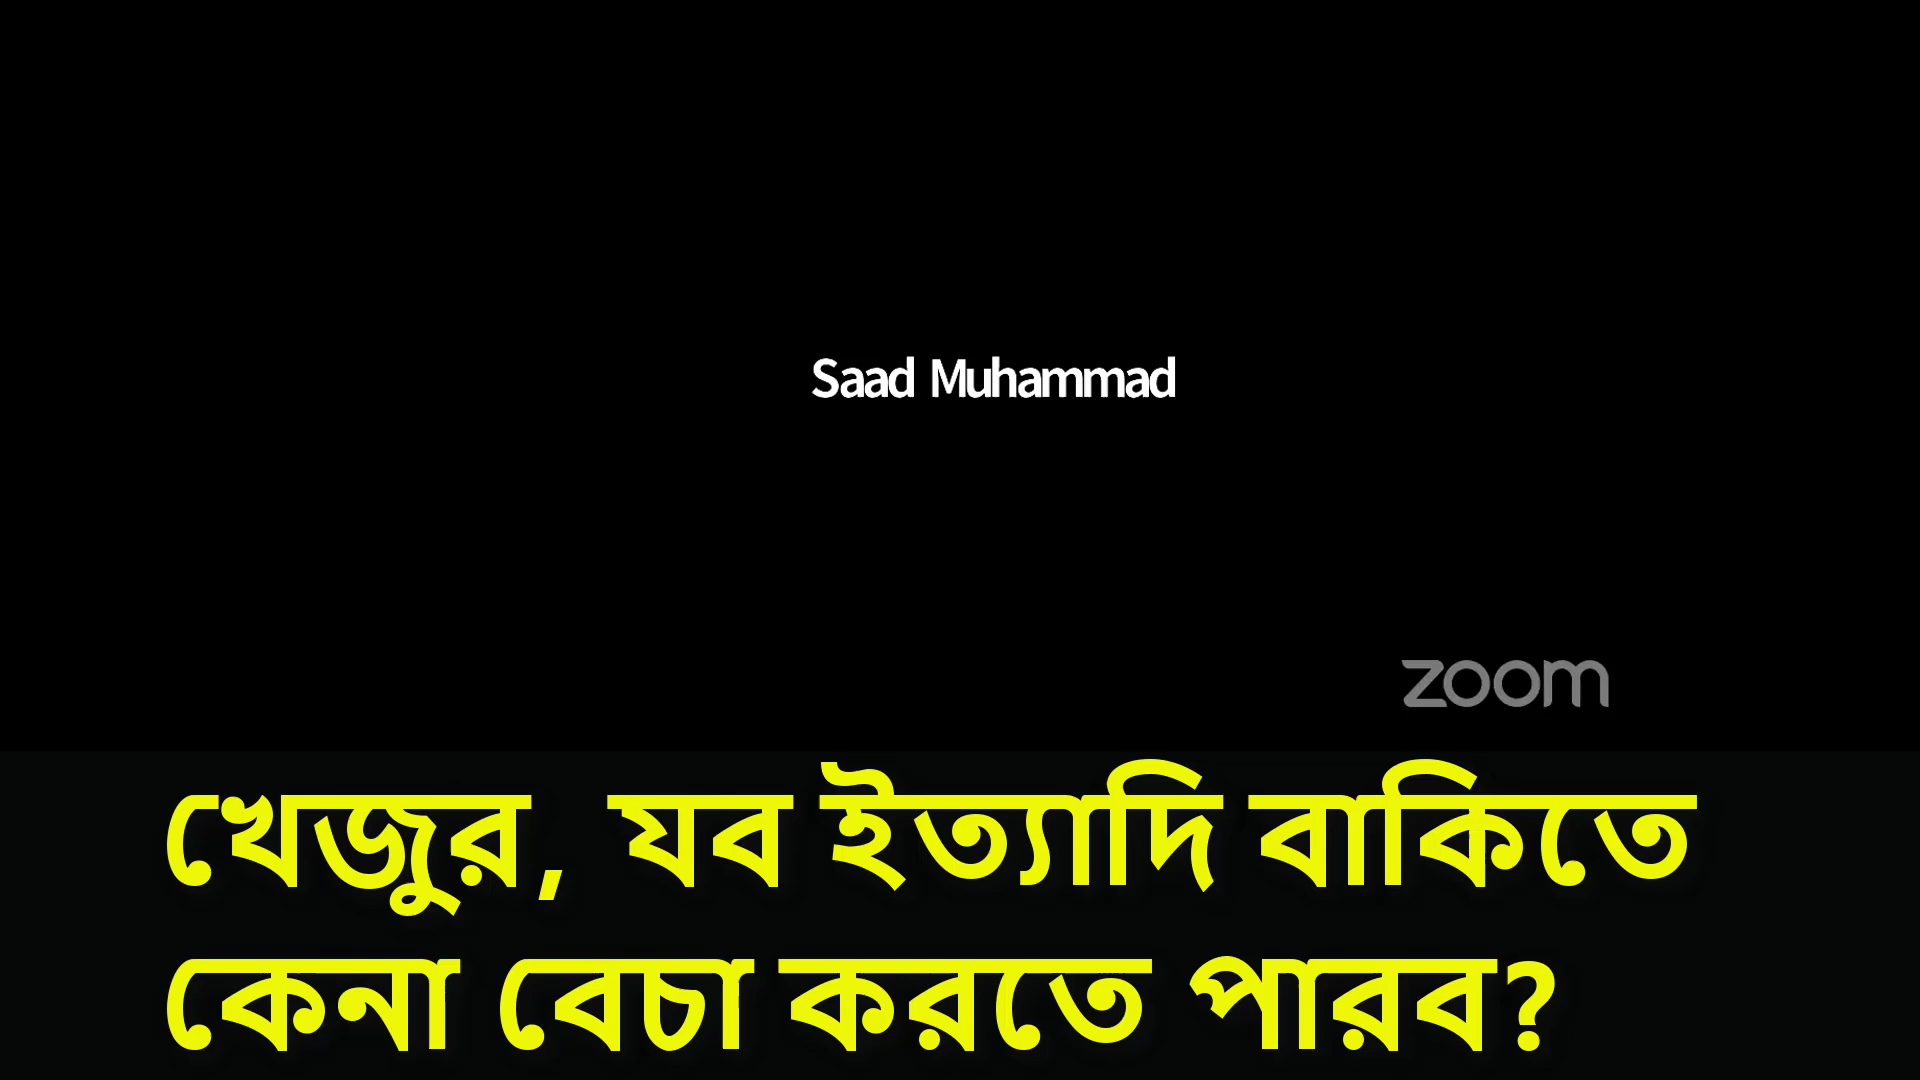 Saad Muhammad
zoom
খেজুর, যব ইত্যাদি বাকিতে
কেনা বেচা করতে পারব?